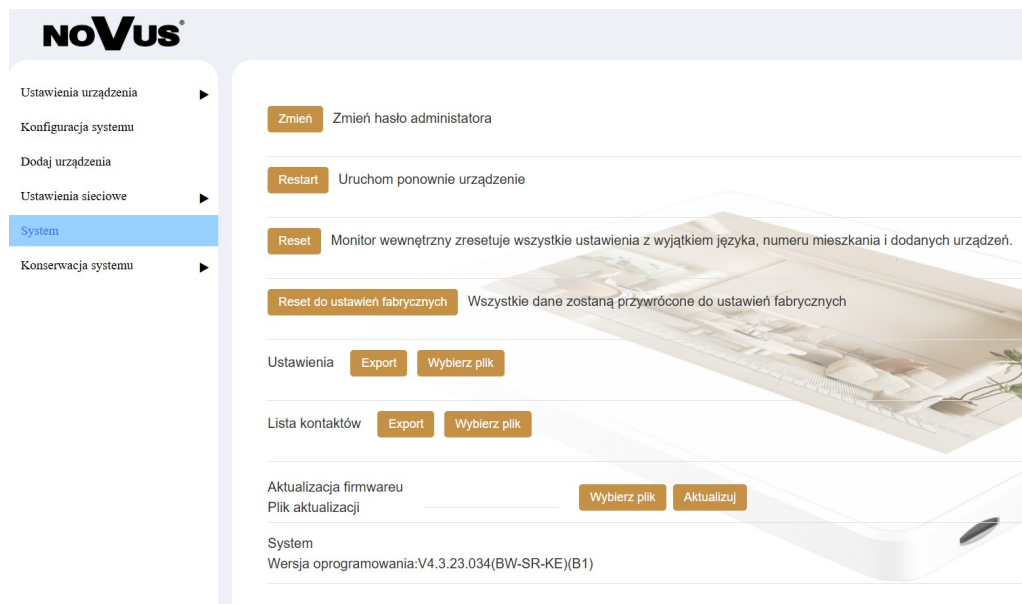 NOVUS®
Ustawienia urządzenia
Konfiguracja systemu
Dodaj urządzenia
Ustawienia sieciowe
System
Konserwacja systemu
Zmień Zmień hasło administatora
Restart Uruchom ponownie urządzenie
Reset Monitor wewnętrzny zresetuje wszystkie ustawienia z wyjątkiem języka, numeru mieszkania i dodanych urządzeń.
Reset do ustawień fabrycznych Wszystkie dane zostaną przywrócone do ustawień fabrycznych
Ustawienia Export Wybierz plik
Lista kontaktów Export Wybierz plik
Aktualizacja firmwareu
Plik aktualizacji Wybierz plik Aktualizuj
System
Wersja oprogramowania:V4.3.23.034(BW-SR-KE)(B1)